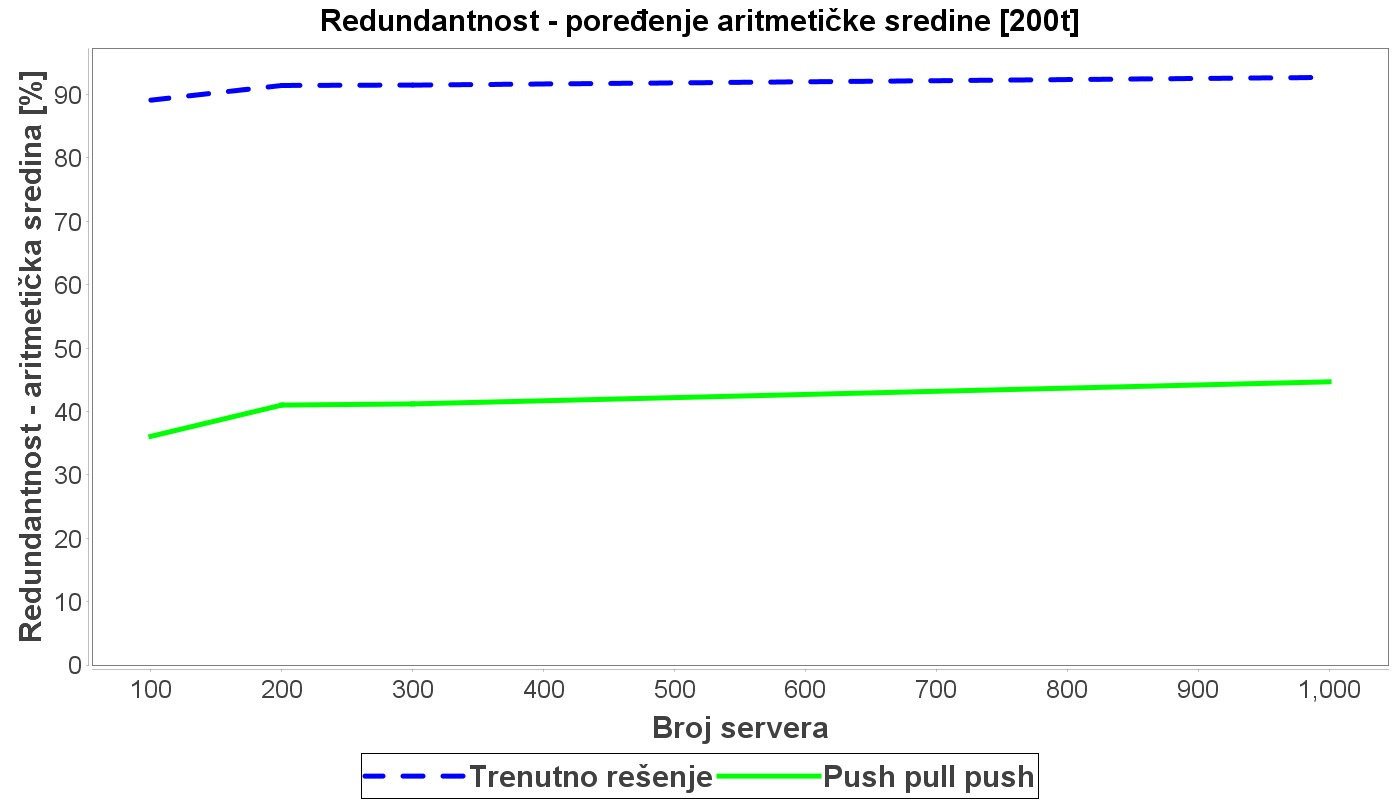 Redundantnost - poređenje aritmetičke sredine [200t]
Redundantnost - aritmetička sredina [%]
90
80
70
60
50
40
30
20
10
0
100 200 300 400 500 600 700 800 900 1,000
Broj servera
Trenutno rešenje Push pull push